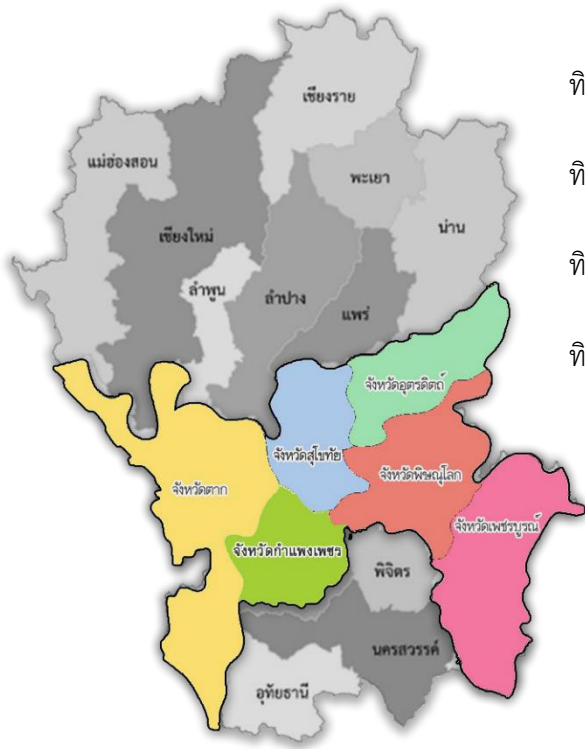 เชียงราย
ทิ
แม่ฮ่องสอน
พะเยา
ทิ
น่าน
เชียงใหม่
ทิ
ลำพูน
ลำปาง
แพร่
ทิ
จังหวัดอุตรดิตถ์
จังหวัดสุโขทัย
จังหวัดพิษณุโลก
จังหวัดตาก
จังหวัดเพชรบูรณ์
จังหวัดกำแพงเพชร
พิจิตร
นครสวรรค์
อุทัยธานี